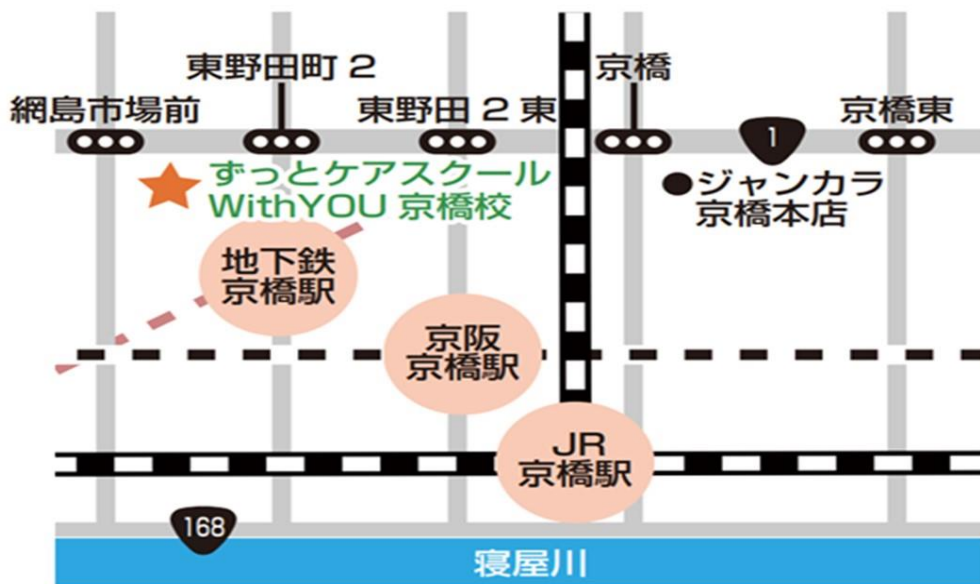 東野田町 2
京橋
網島市場前
東野田 2 東
京橋東
1
ずっとケアスクール
WithYOU 京橋校
ジャンカラ
京橋本店
地下鉄
京橋駅
京阪
京橋駅
JR
京橋駅
168
寝屋川